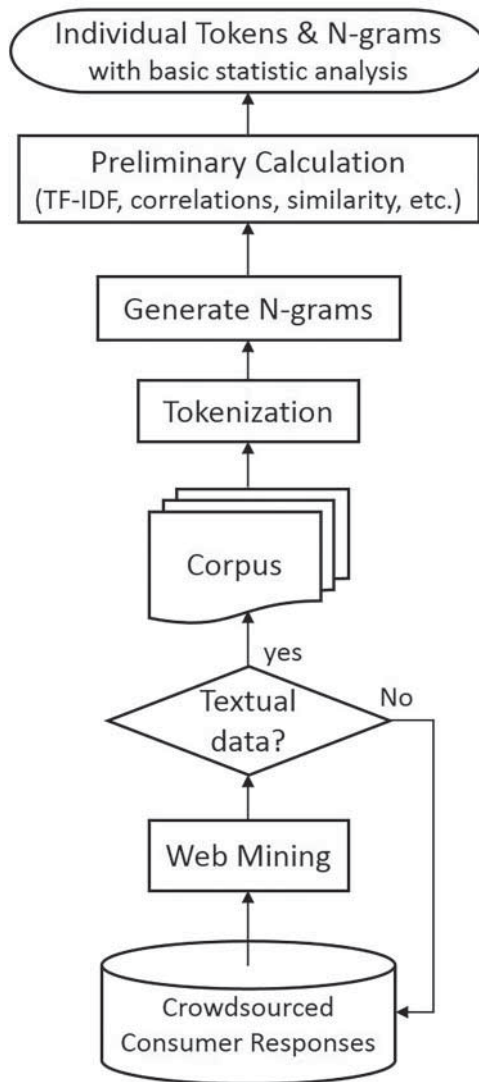 Individual Tokens & N-grams
with basic statistic analysis
Preliminary Calculation
(TF-IDF, correlations, similarity, etc.)
Generate N-grams
Tokenization
Corpus
yes
No
Textual
data?
Web Mining
Crowdsourced
Consumer Responses